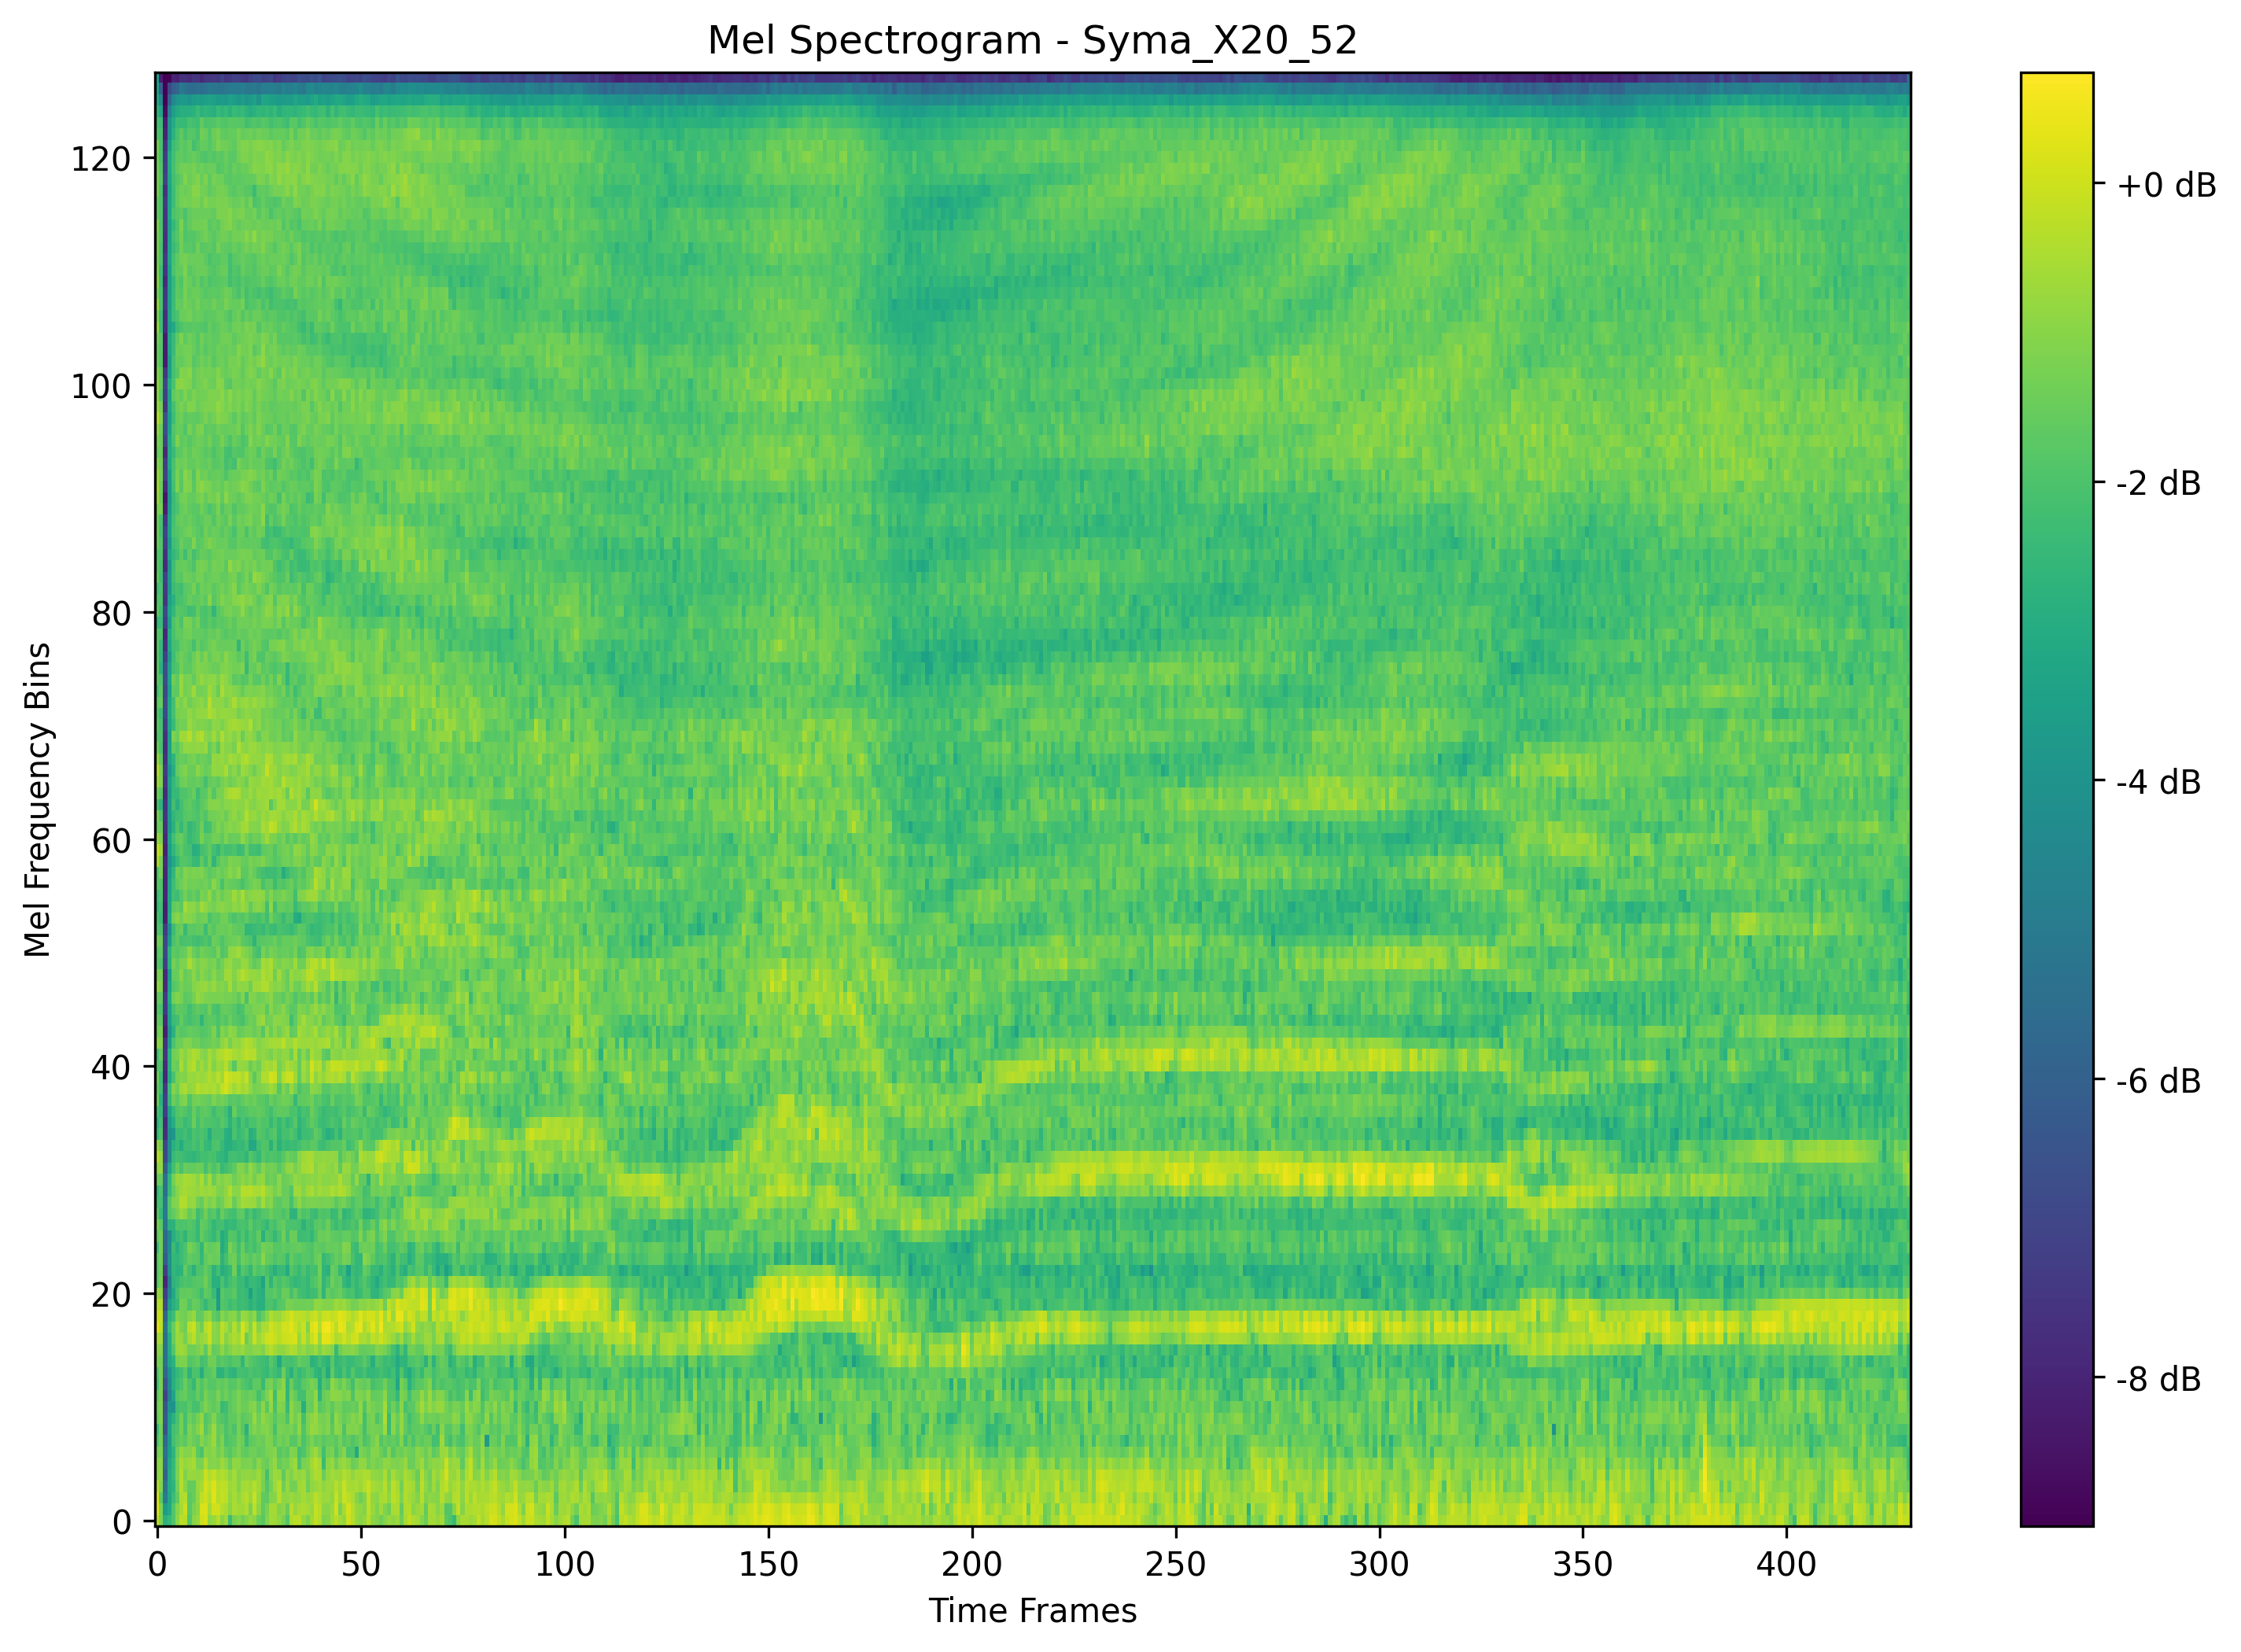 Mel Spectrogram - Syma_X20_52
Mel Frequency Bins
120
100
80
60
40
20
0
0 50 100 150 200 250 300 350 400
Time Frames
+0 dB
-2 dB
-4 dB
-6 dB
-8 dB